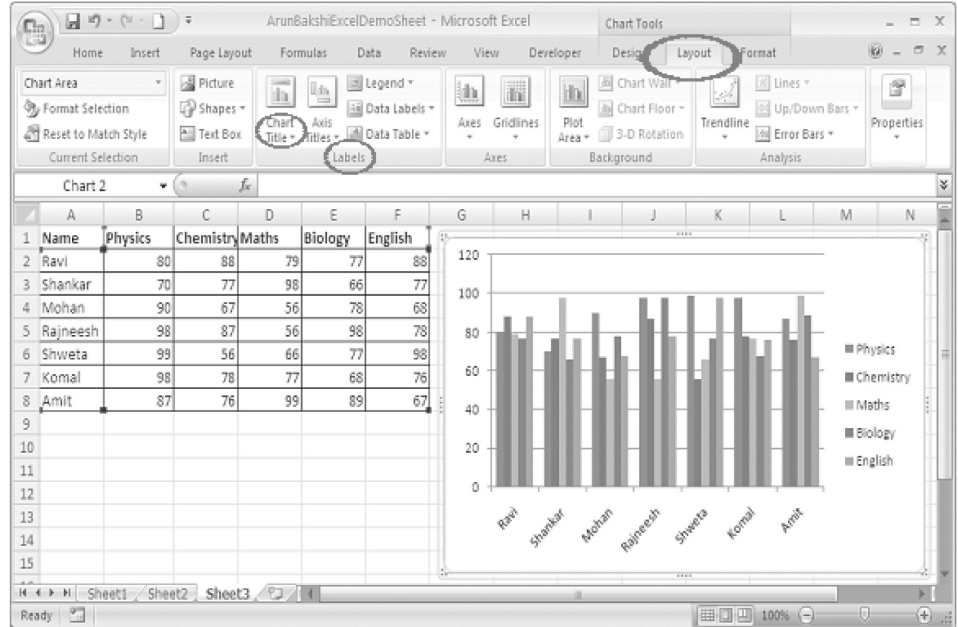 ArunBakshiExcelDemoSheet - Microsoft Excel Chart Tools
Home Insert Page Layout Formulas Data Review View Developer Design Layout Format
Chart Area Picture Legend Chart Wall Lines
Format Selection Shapes Data Labels Chart Floor Up/Down Bars
Reset to Match Style Text Box Chart Title Axis Titles Data Table Axes Gridlines Plot Area 3-D Rotation Trendline Error Bars Properties
Current Selection Insert Labels Axes Background Analysis
Chart 2 fx
A B C D E F G H I J K L M N
1 Name Physics Chemistry Maths Biology English
2 Ravi 80 88 79 77 88
3 Shankar 70 77 98 66 77
4 Mohan 90 67 56 78 68
5 Rajneesh 98 87 56 98 78
6 Shweta 99 56 66 77 98
7 Komal 98 78 77 68 76
8 Amit 87 76 99 89 67
9
10
11
12
13
14
15
120
100
80
60
40
20
0
Ravi Shankar Mohan Rajneesh Shweta Komal Amit
Physics
Chemistry
Maths
Biology
English
Sheet1 Sheet2 Sheet3
Ready 100%